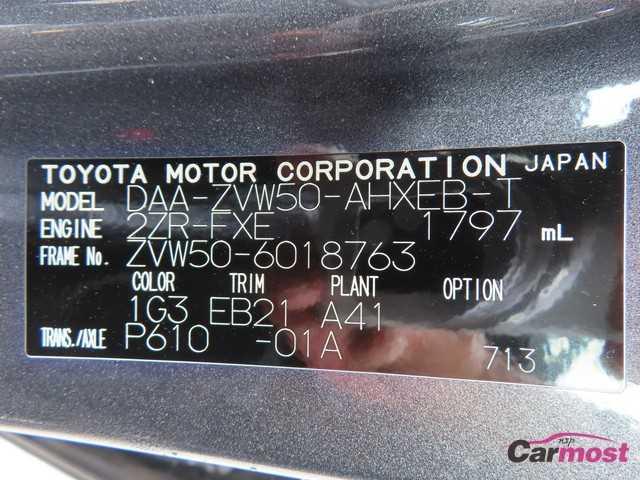 TOYOTA MOTOR CORPORATION JAPAN
MODEL DAA-ZVW50-AHXEB-T
ENGINE 2ZR-FXE 1797 mL
FRAME No. ZVW50-6018763
COLOR TRIM PLANT OPTION
1G3 EB21 A41
TRANS./AXLE P610 -01A 713
nxp
Carmost